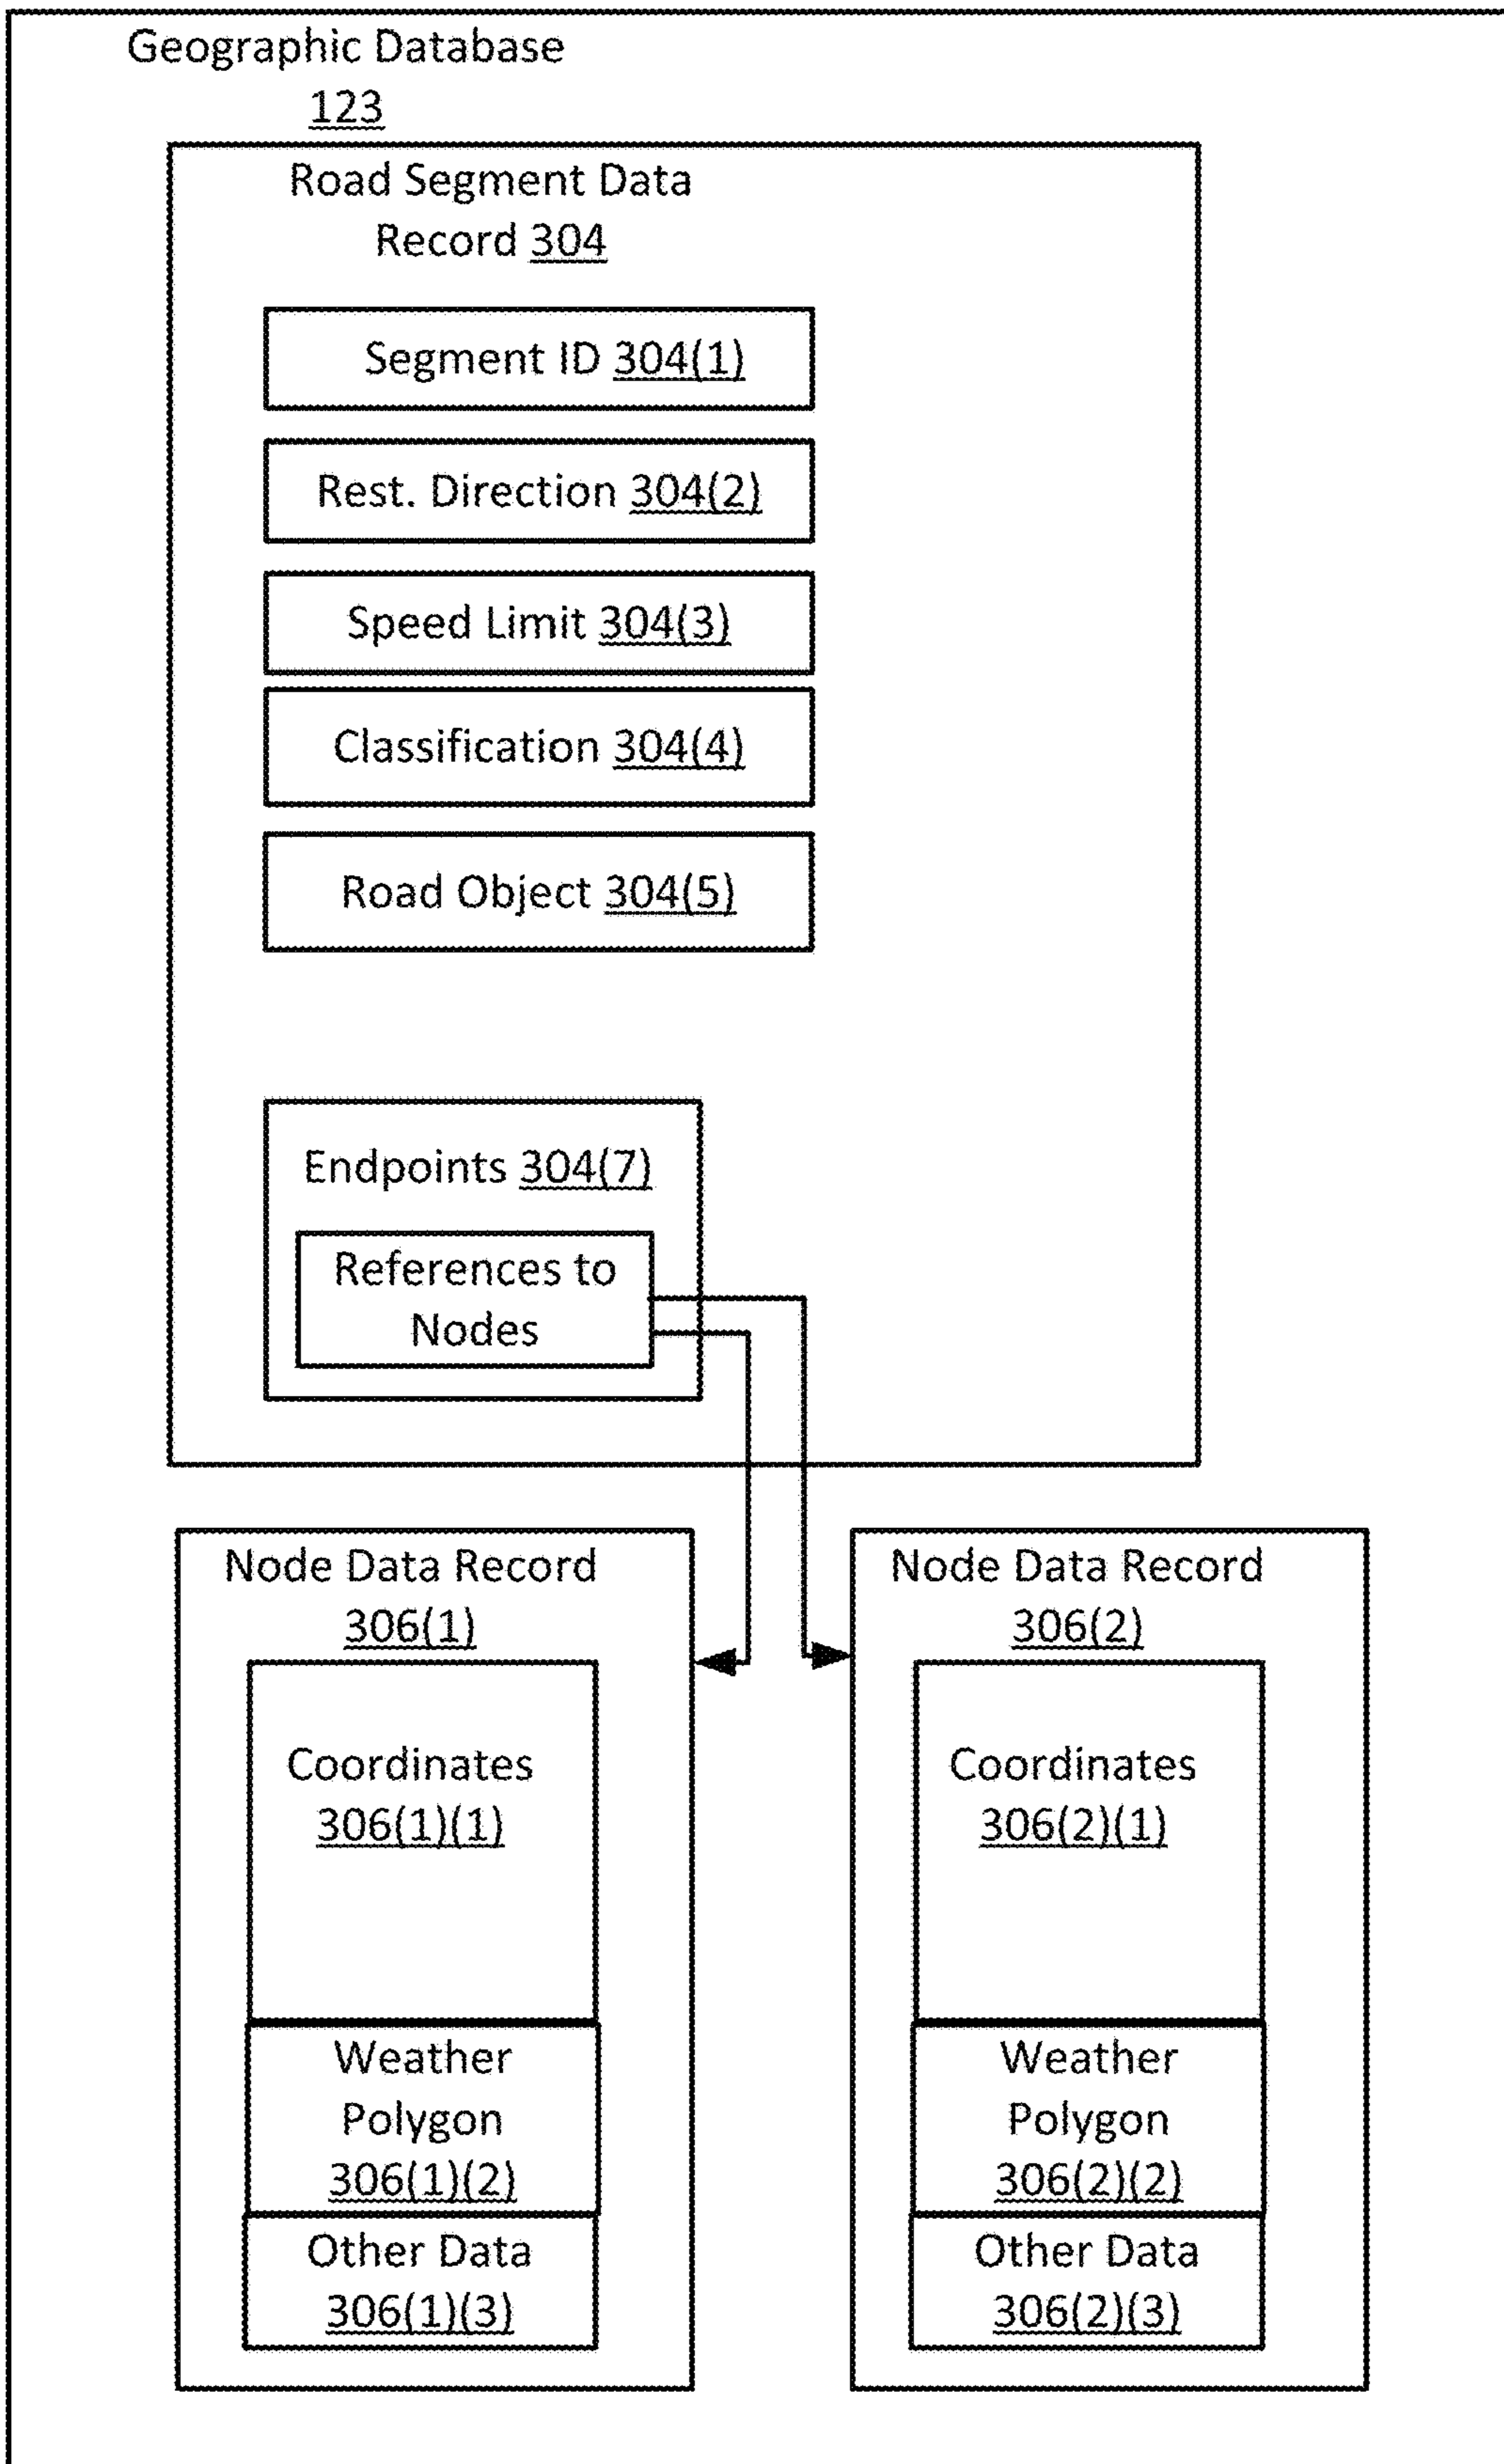 Geographic Database
123
Road Segment Data
Record 304
Segment ID 304(1)
Rest. Direction 304(2)
Speed Limit 304(3)
Classification 304(4)
Road Object 304(5)
Endpoints 304(7)
References to
Nodes
Node Data Record
306(1)
Coordinates
306(1)(1)
Weather
Polygon
306(1)(2)
Other Data
306(1)(3)
Node Data Record
306(2)
Coordinates
306(2)(1)
Weather
Polygon
306(2)(2)
Other Data
306(2)(3)